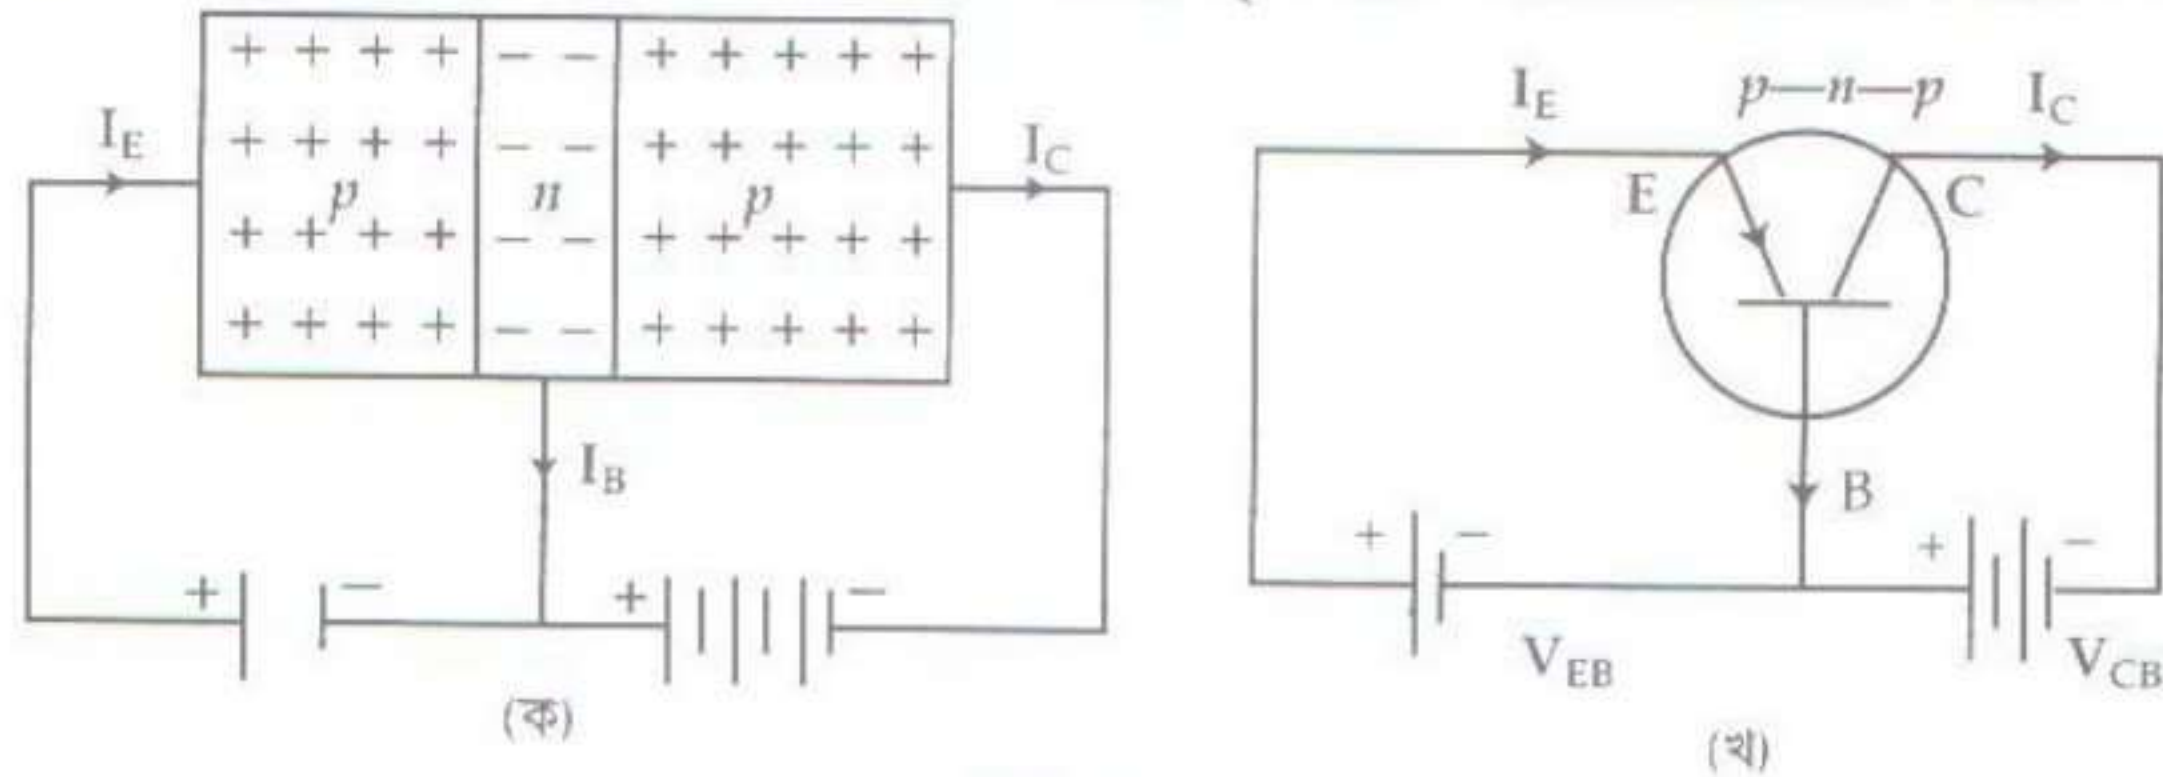 + + + + − − + + + + +
I_E + + + + − − + + + + + I_C
p n p
+ + + + − − + + + + +
+ + + + − − + + + + +
I_B
+ − + −
(ক)
p—n—p
I_E I_C
E C
B
+ − + −
V_EB V_CB
(খ)